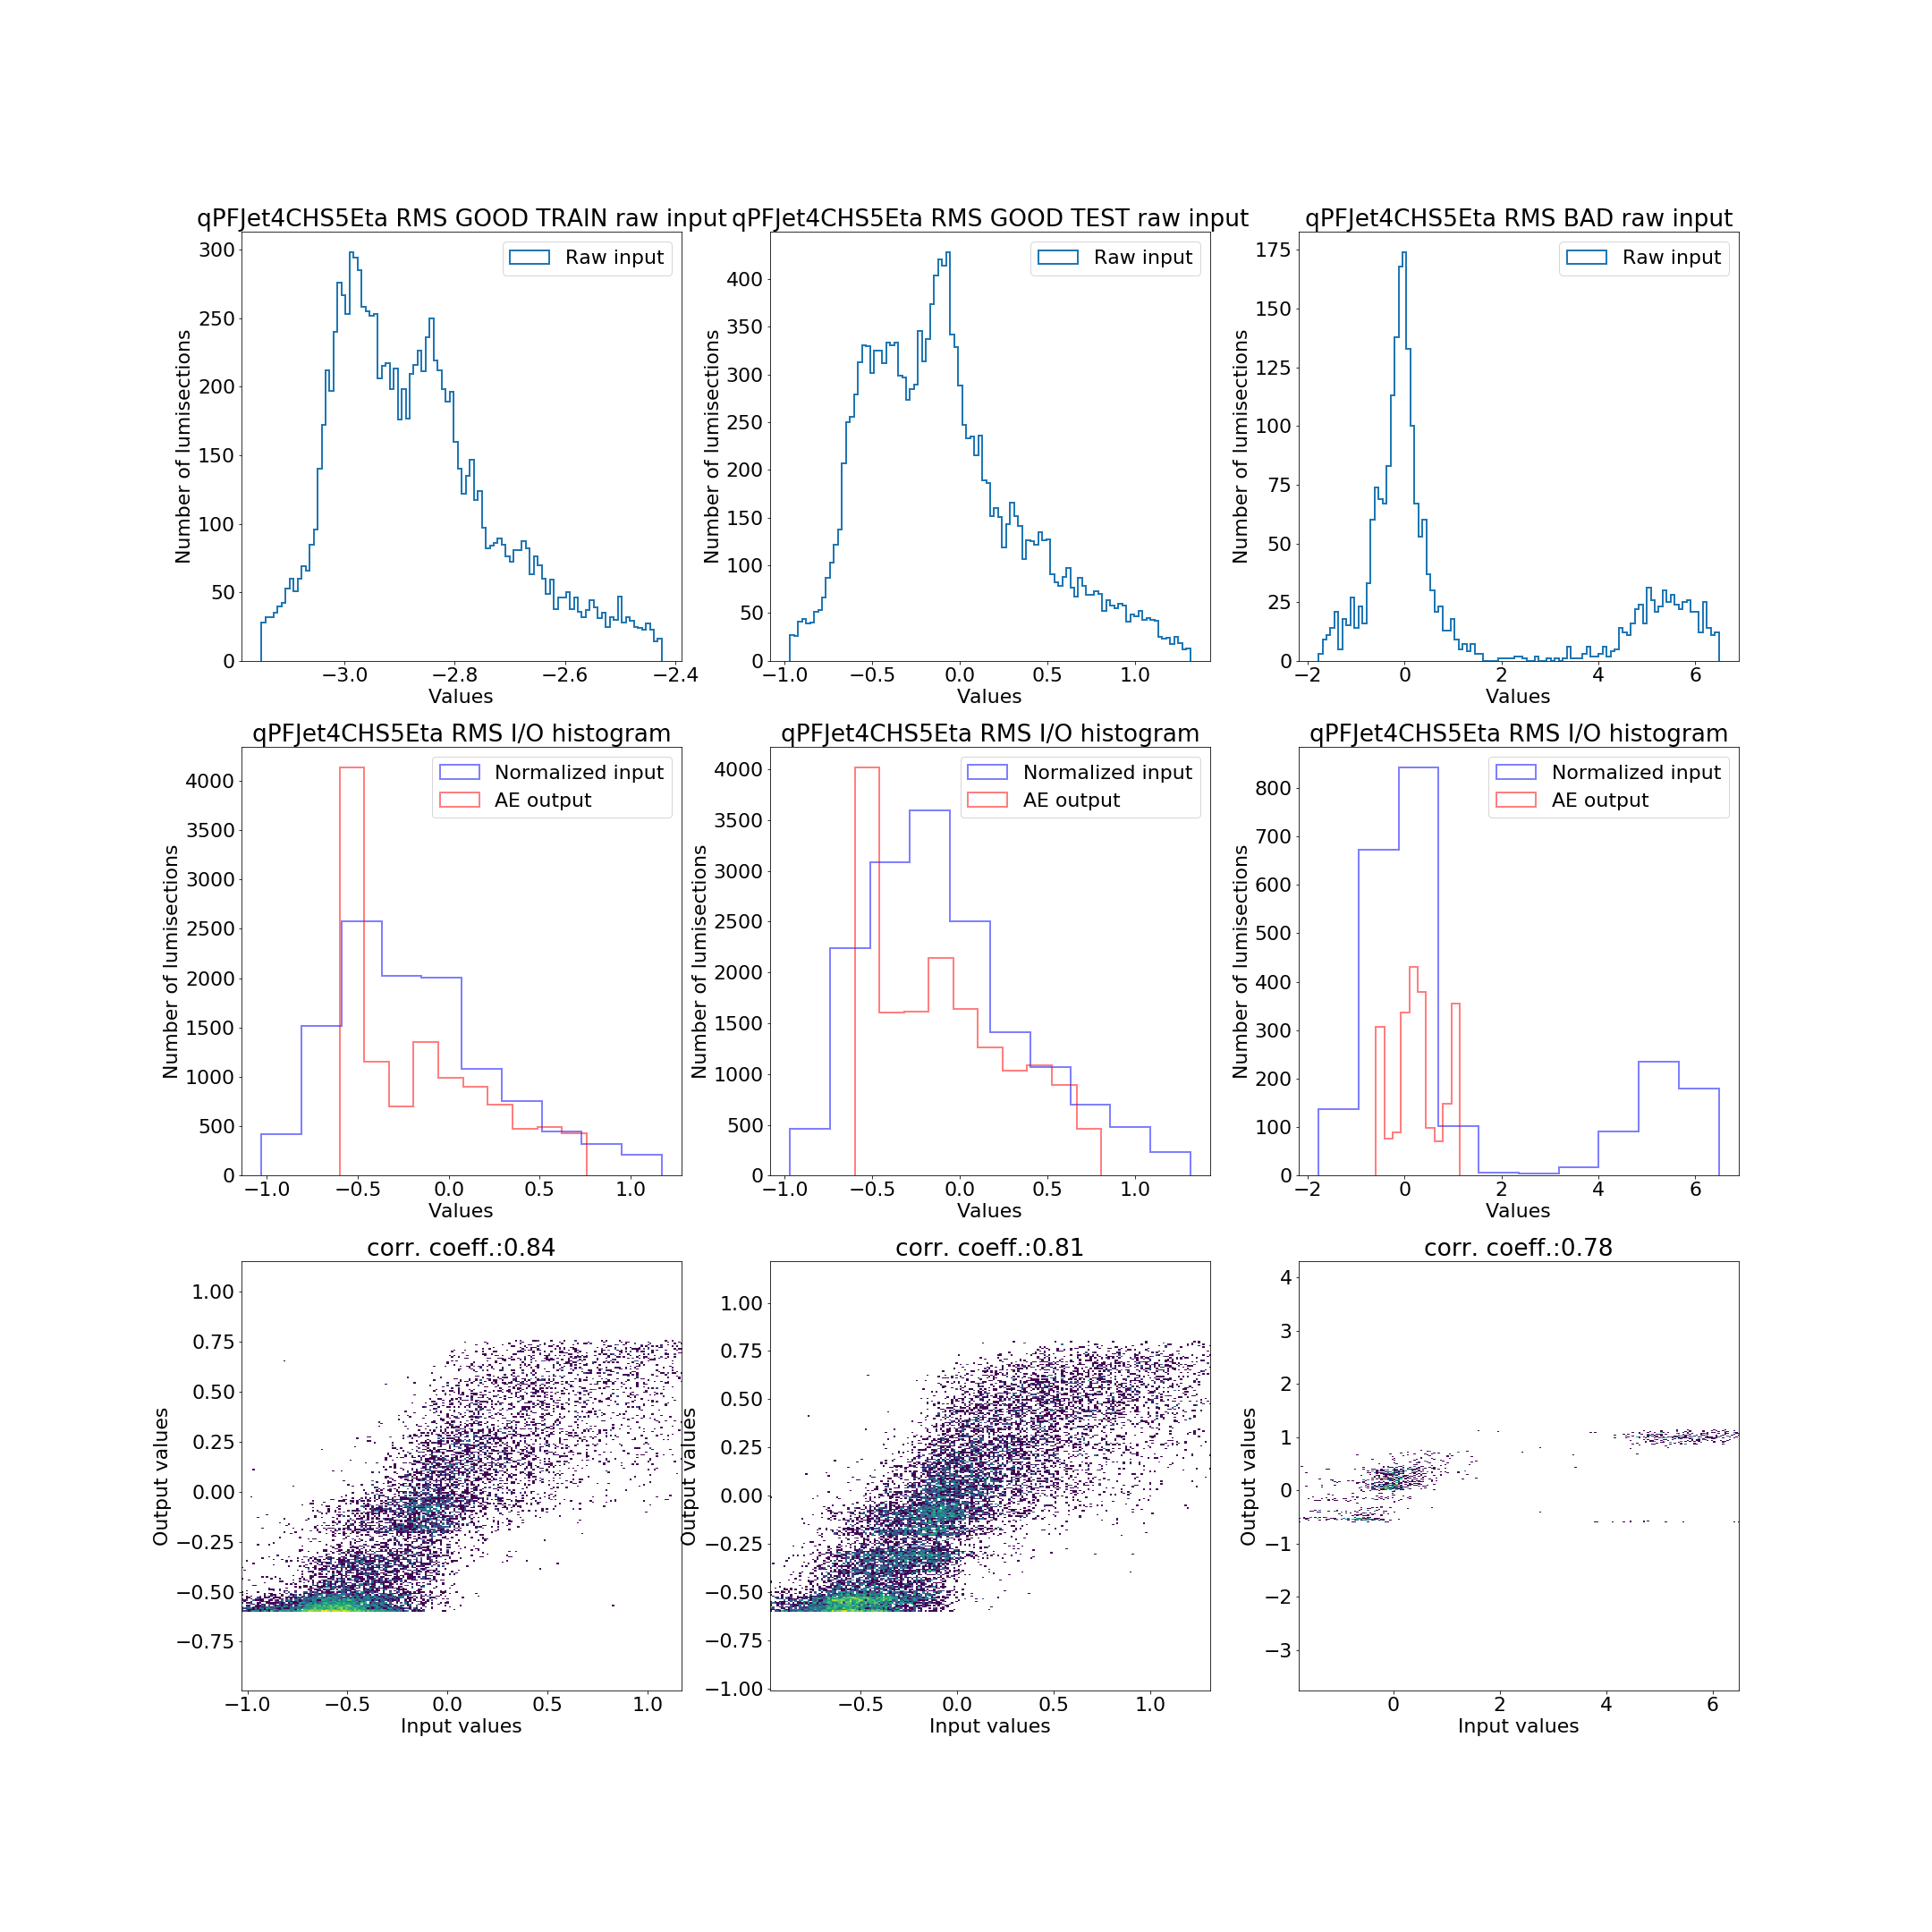 qPFJet4CHS5Eta RMS GOOD TRAIN raw input
Number of lumisections
300
250
200
150
100
50
0
Raw input
−3.0 −2.8 −2.6 −2.4
Values
qPFJet4CHS5Eta RMS GOOD TEST raw input
Number of lumisections
400
350
300
250
200
150
100
50
0
Raw input
−1.0 −0.5 0.0 0.5 1.0
Values
qPFJet4CHS5Eta RMS BAD raw input
Number of lumisections
175
150
125
100
75
50
25
0
Raw input
−2 0 2 4 6
Values
qPFJet4CHS5Eta RMS I/O histogram
Number of lumisections
4000
3500
3000
2500
2000
1500
1000
500
0
Normalized input
AE output
−1.0 −0.5 0.0 0.5 1.0
Values
qPFJet4CHS5Eta RMS I/O histogram
Number of lumisections
4000
3500
3000
2500
2000
1500
1000
500
0
Normalized input
AE output
−1.0 −0.5 0.0 0.5 1.0
Values
qPFJet4CHS5Eta RMS I/O histogram
Number of lumisections
800
700
600
500
400
300
200
100
0
Normalized input
AE output
−2 0 2 4 6
Values
corr. coeff.:0.84
Output values
1.00
0.75
0.50
0.25
0.00
−0.25
−0.50
−0.75
−1.0 −0.5 0.0 0.5 1.0
Input values
corr. coeff.:0.81
Output values
1.00
0.75
0.50
0.25
0.00
−0.25
−0.50
−0.75
−1.00
−0.5 0.0 0.5 1.0
Input values
corr. coeff.:0.78
Output values
4
3
2
1
0
−1
−2
−3
0 2 4 6
Input values